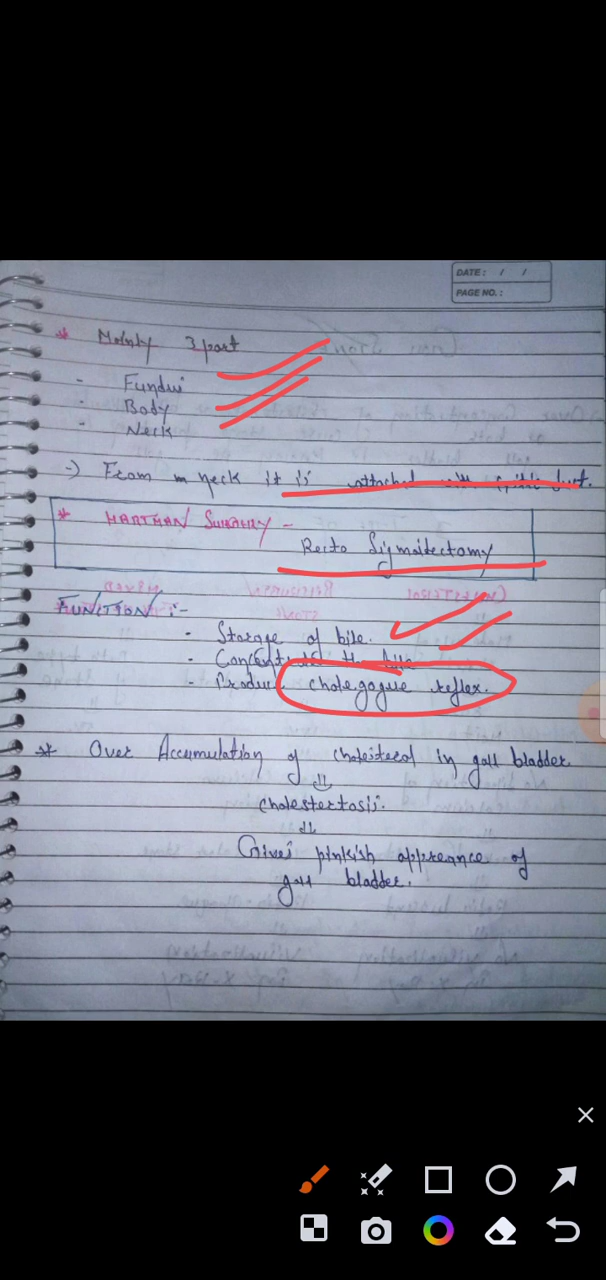 DATE: / /
PAGE NO.:
* Mainly 3 part
- Fundus
- Body
- Neck
-) From neck it is attached with cystic duct.
* HARTMAN SURGERY -
Recto Sigmoidectomy
FUNCTION :-
- Storage of bile.
- Concentrate the bile
- Produce cholegogue reflex.
* Over Accumulation of cholesterol in gall bladder.
Cholestertosis.
Gives pinkish apprearance of
gall bladder.